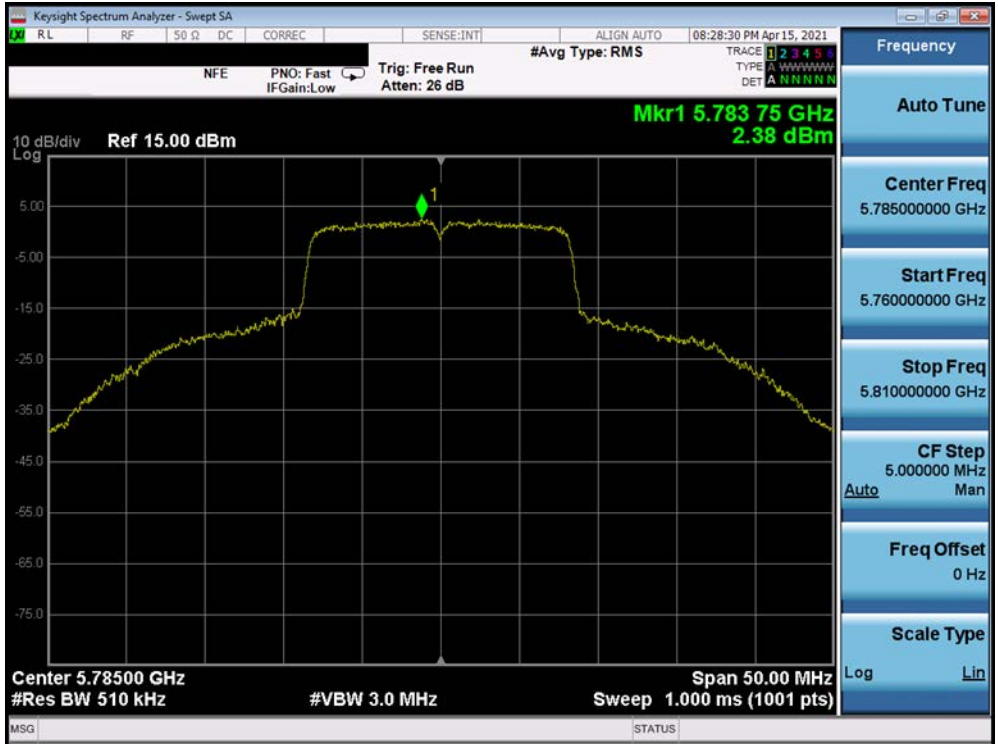 Keysight Spectrum Analyzer - Swept SA
LXI RL RF 50 Ω DC CORREC SENSE:INT ALIGN AUTO 08:28:30 PM Apr 15, 2021
NFE PNO: Fast Trig: Free Run #Avg Type: RMS TRACE 1 2 3 4 5 6
IFGain:Low Atten: 26 dB TYPE A WWWWW
DET A N N N N N
Mkr1 5.783 75 GHz
2.38 dBm
10 dB/div Ref 15.00 dBm
Log
1
5.00
-5.00
-15.0
-25.0
-35.0
-45.0
-55.0
-65.0
-75.0
Center 5.78500 GHz Span 50.00 MHz
#Res BW 510 kHz #VBW 3.0 MHz Sweep 1.000 ms (1001 pts)
MSG STATUS
Frequency
Auto Tune
Center Freq
5.785000000 GHz
Start Freq
5.760000000 GHz
Stop Freq
5.810000000 GHz
CF Step
5.000000 MHz
Auto Man
Freq Offset
0 Hz
Scale Type
Log Lin